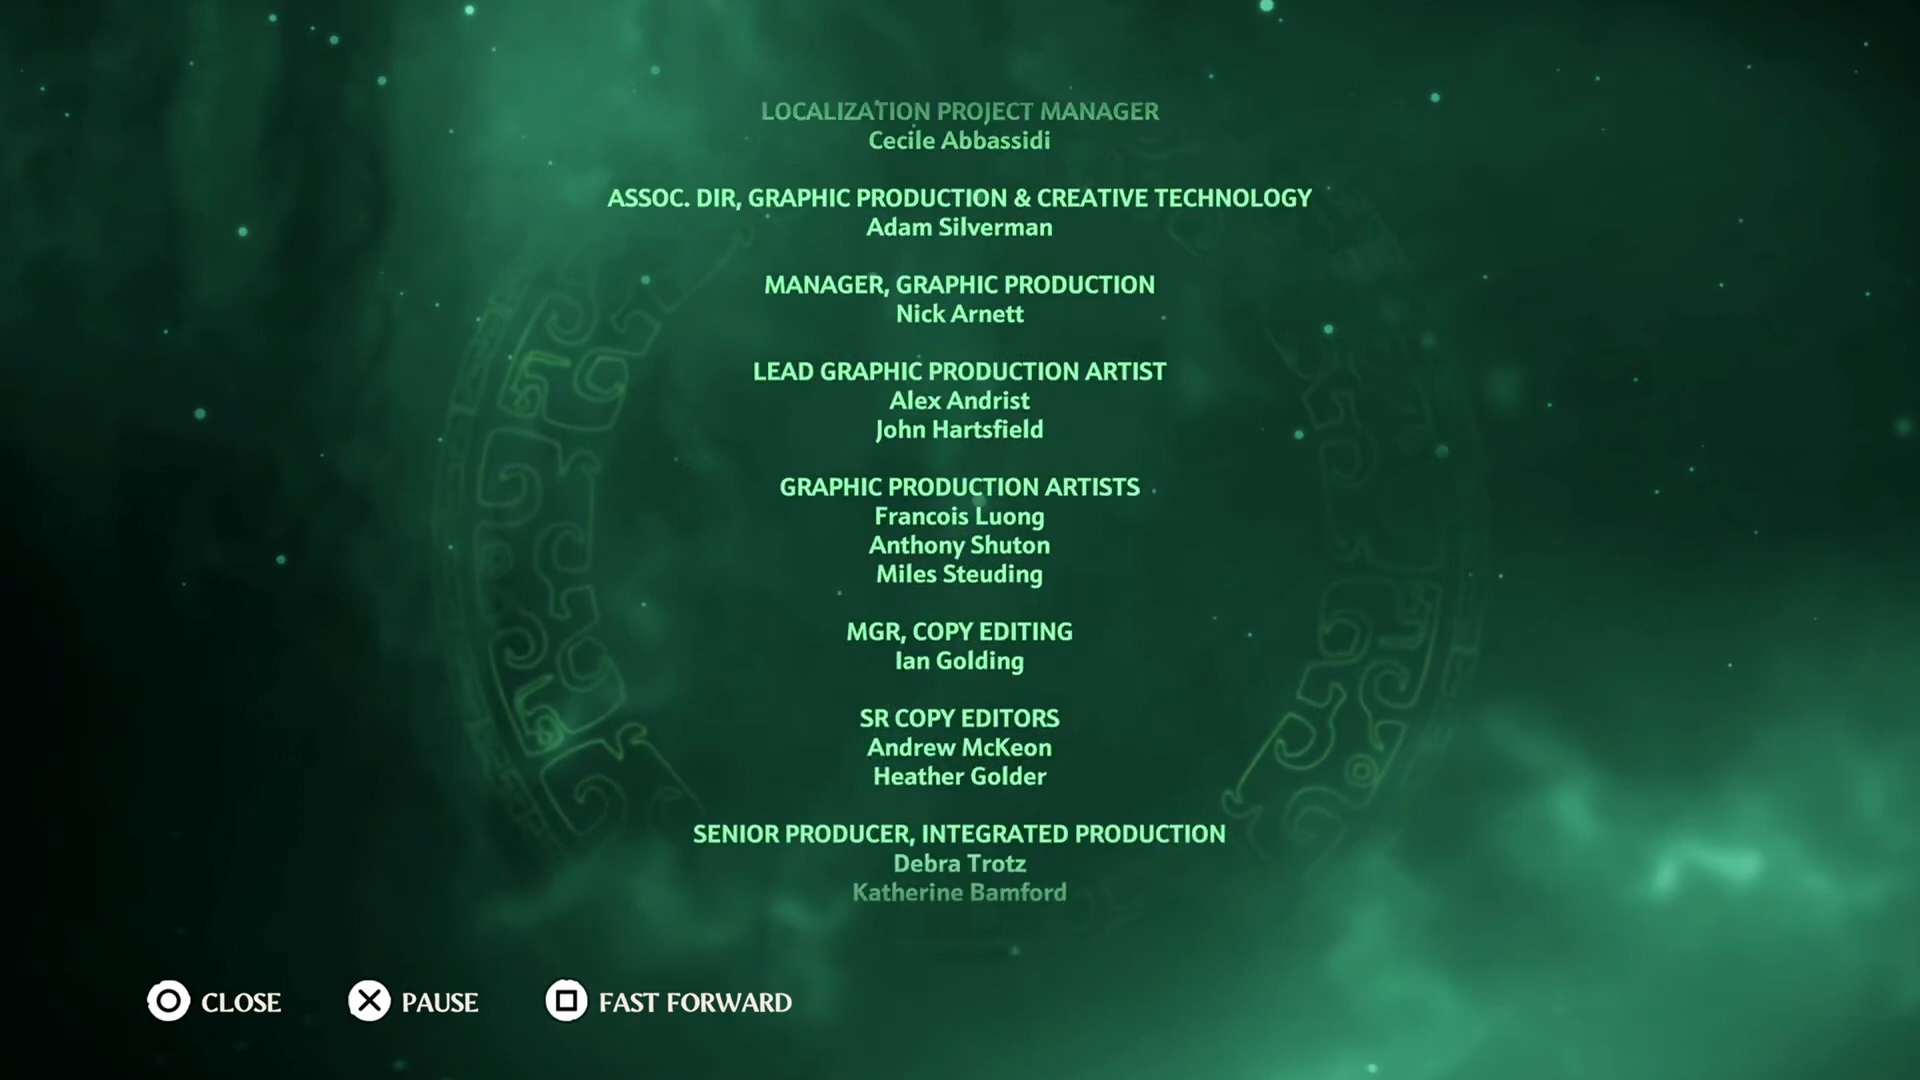 LOCALIZATION PROJECT MANAGER
Cecile Abbassidi
ASSOC. DIR, GRAPHIC PRODUCTION & CREATIVE TECHNOLOGY
Adam Silverman
MANAGER, GRAPHIC PRODUCTION
Nick Arnett
LEAD GRAPHIC PRODUCTION ARTIST
Alex Andrist
John Hartsfield
GRAPHIC PRODUCTION ARTISTS
Francois Luong
Anthony Shuton
Miles Steuding
MGR, COPY EDITING
Ian Golding
SR COPY EDITORS
Andrew McKeon
Heather Golder
SENIOR PRODUCER, INTEGRATED PRODUCTION
Debra Trotz
Katherine Bamford
CLOSE PAUSE FAST FORWARD